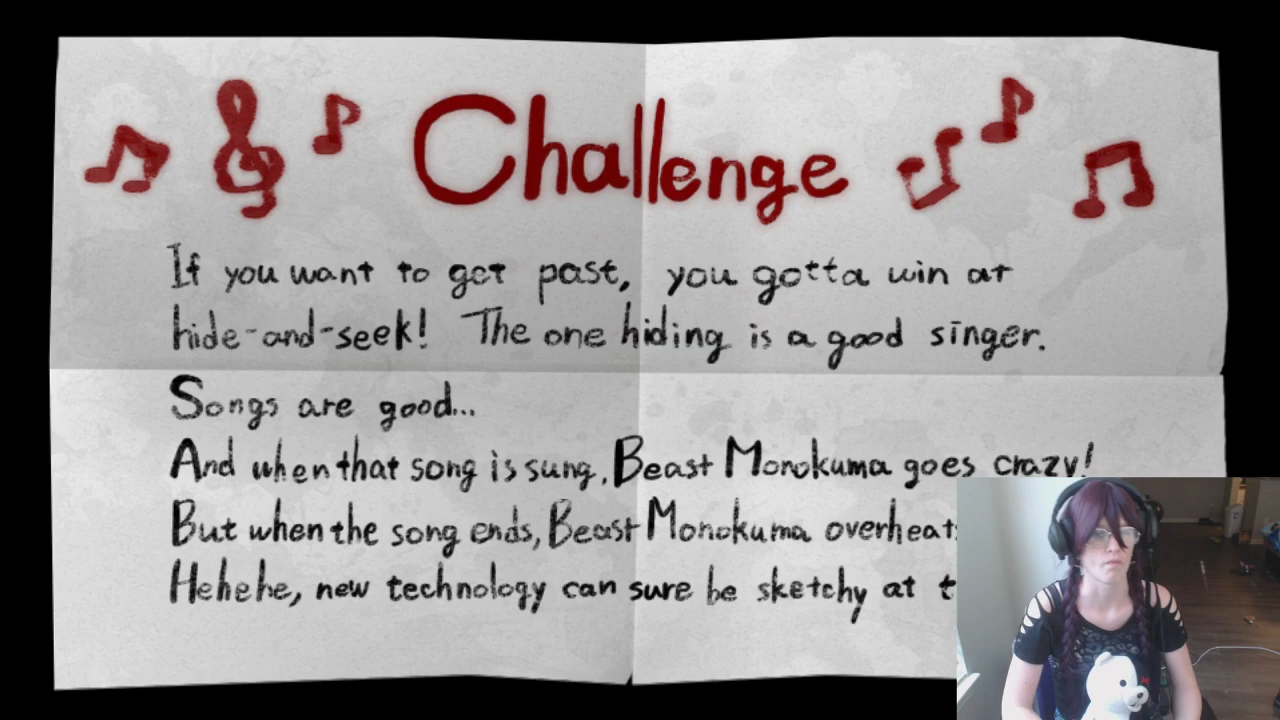 Challenge
If you want to get past, you gotta win at
hide-and-seek! The one hiding is a good singer.
Songs are good...
And when that song is sung, Beast Monokuma goes crazy!
But when the song ends, Beast Monokuma
Hehehe, new technology can sure be sketchy at